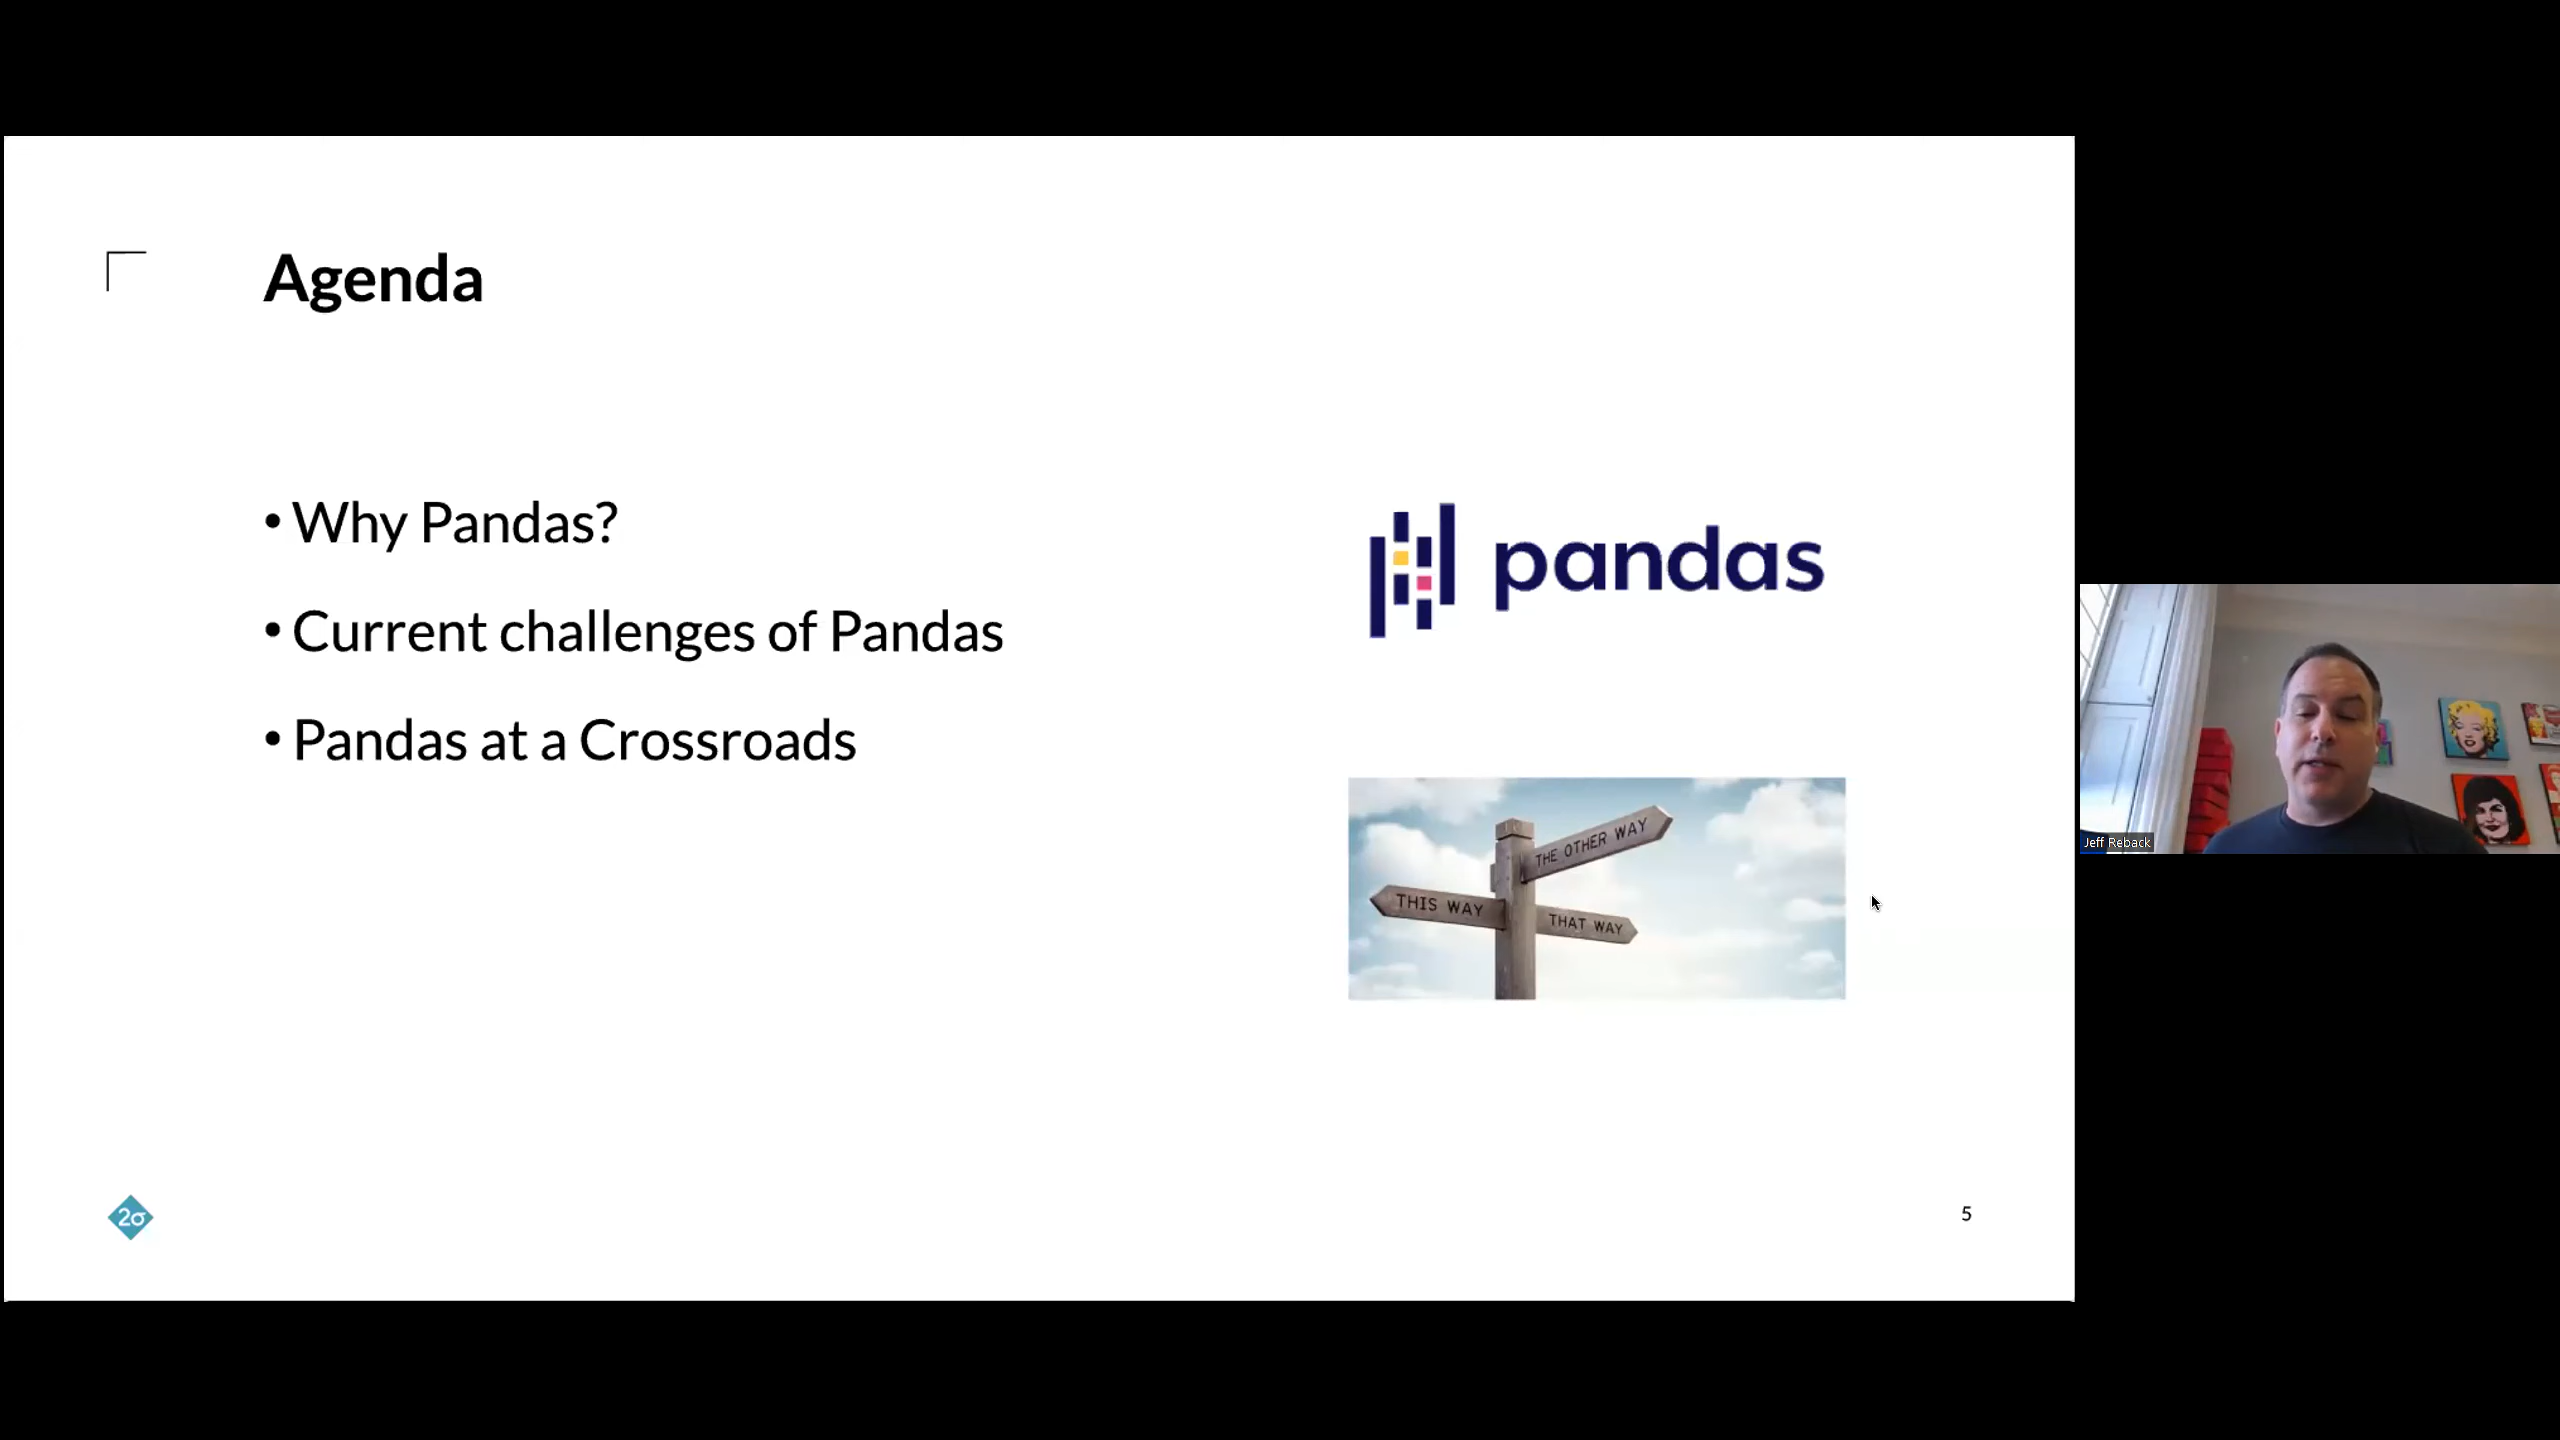 Agenda
• Why Pandas?
• Current challenges of Pandas
• Pandas at a Crossroads
pandas
THE OTHER WAY
THIS WAY
THAT WAY
2σ
5
Jeff Reback